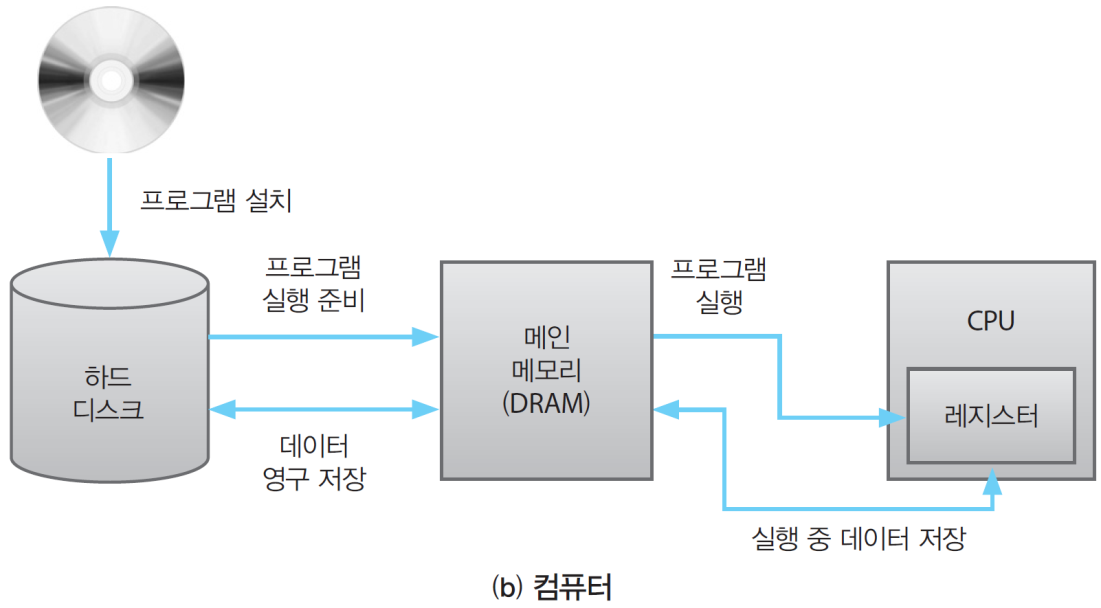 프로그램 설치
프로그램
실행 준비
프로그램
실행
하드
디스크
메인
메모리
(DRAM)
CPU
레지스터
데이터
영구 저장
실행 중 데이터 저장
(b) 컴퓨터